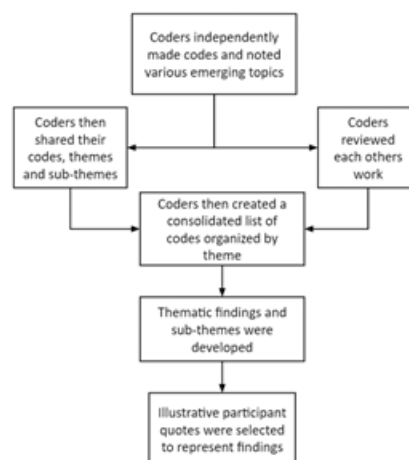 Coders independently
made codes and noted
various emerging topics
Coders then
shared their
codes, themes
and sub-themes
Coders
reviewed
each others
work
Coders then created a
consolidated list of
codes organized by
theme
Thematic findings and
sub-themes were
developed
Illustrative participant
quotes were selected
to represent findings